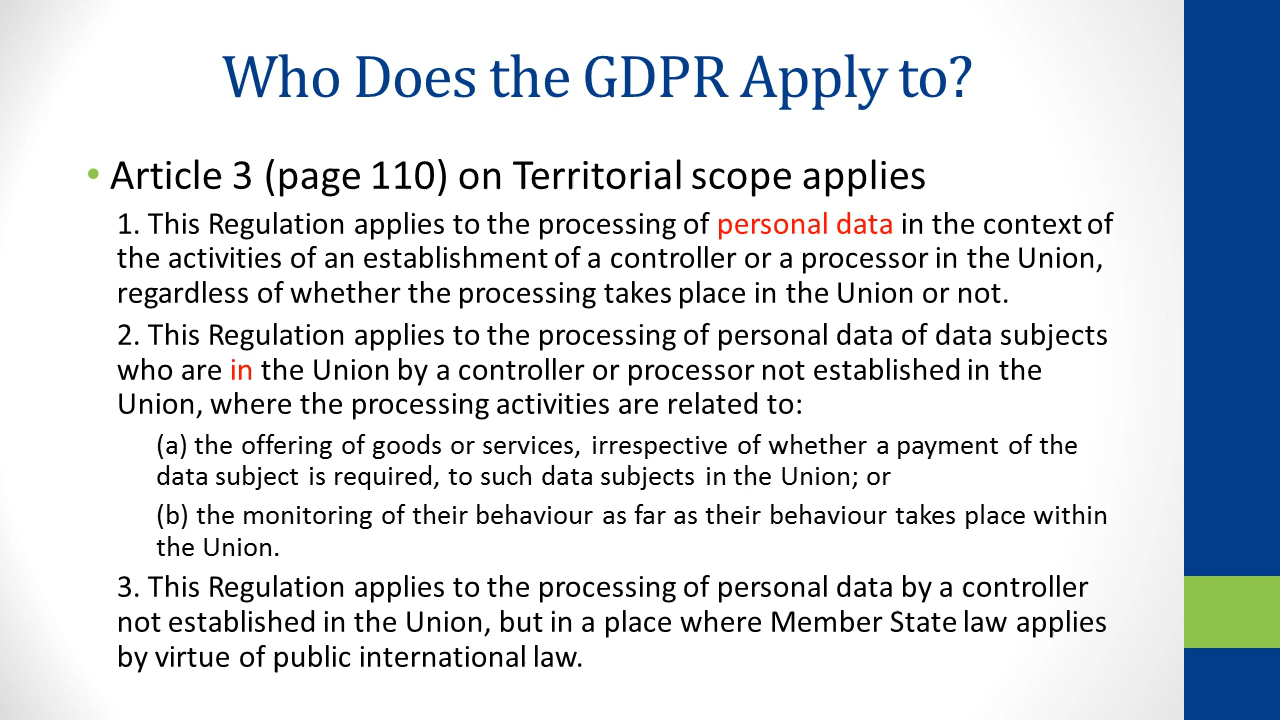 Who Does the GDPR Apply to?
• Article 3 (page 110) on Territorial scope applies
1. This Regulation applies to the processing of personal data in the context of
the activities of an establishment of a controller or a processor in the Union,
regardless of whether the processing takes place in the Union or not.
2. This Regulation applies to the processing of personal data of data subjects
who are in the Union by a controller or processor not established in the
Union, where the processing activities are related to:
(a) the offering of goods or services, irrespective of whether a payment of the
data subject is required, to such data subjects in the Union; or
(b) the monitoring of their behaviour as far as their behaviour takes place within
the Union.
3. This Regulation applies to the processing of personal data by a controller
not established in the Union, but in a place where Member State law applies
by virtue of public international law.